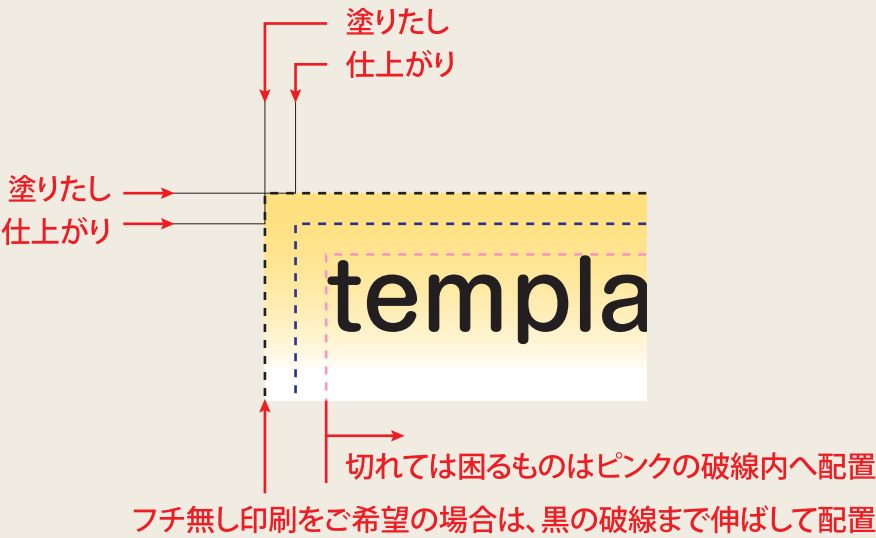 塗りたし
仕上がり
塗りたし
仕上がり
templa
切れては困るものはピンクの破線内へ配置
フチ無し印刷をご希望の場合は、黒の破線まで伸ばして配置